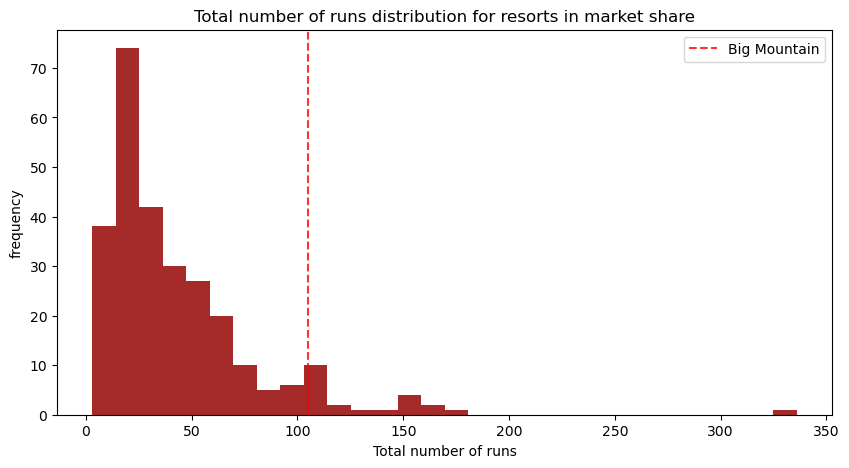 Total number of runs distribution for resorts in market share
Big Mountain
frequency
70
60
50
40
30
20
10
0
0 50 100 150 200 250 300 350
Total number of runs